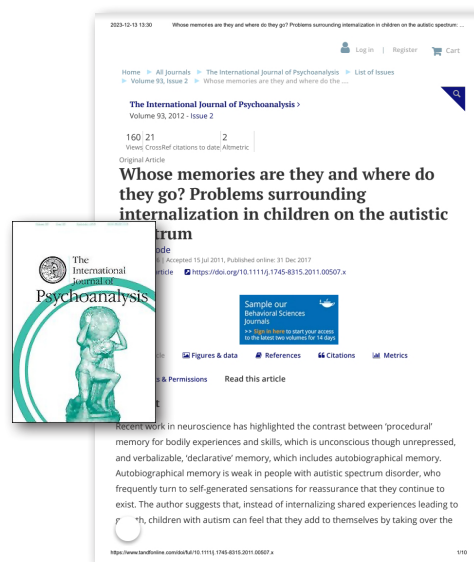 2023-12-13 13:30 Whose memories are they and where do they go? Problems surrounding internalization in children on the autistic spectrum: ...
Log in | Register Cart
Home All Journals The International Journal of Psychoanalysis List of Issues
Volume 93, Issue 2 Whose memories are they and where do the ....
The International Journal of Psychoanalysis >
Volume 93, 2012 - Issue 2
160 21 2
Views CrossRef citations to date Altmetric
Original Article
Whose memories are they and where do
they go? Problems surrounding
internalization in children on the autistic
trum
ode
| Accepted 15 Jul 2011, Published online: 31 Dec 2017
rticle https://doi.org/10.1111/j.1745-8315.2011.00507.x
The
International
Journal of
Psychoanalysis
Sample our
Behavioral Sciences
Journals
>> Sign in here to start your access
to the latest two volumes for 14 days
Figures & data References Citations Metrics
s & Permissions Read this article
t
Recent work in neuroscience has highlighted the contrast between 'procedural'
memory for bodily experiences and skills, which is unconscious though unrepressed,
and verbalizable, 'declarative' memory, which includes autobiographical memory.
Autobiographical memory is weak in people with autistic spectrum disorder, who
frequently turn to self-generated sensations for reassurance that they continue to
exist. The author suggests that, instead of internalizing shared experiences leading to
g th, children with autism can feel that they add to themselves by taking over the
https://www.tandfonline.com/doi/full/10.1111/j.1745-8315.2011.00507.x 1/10